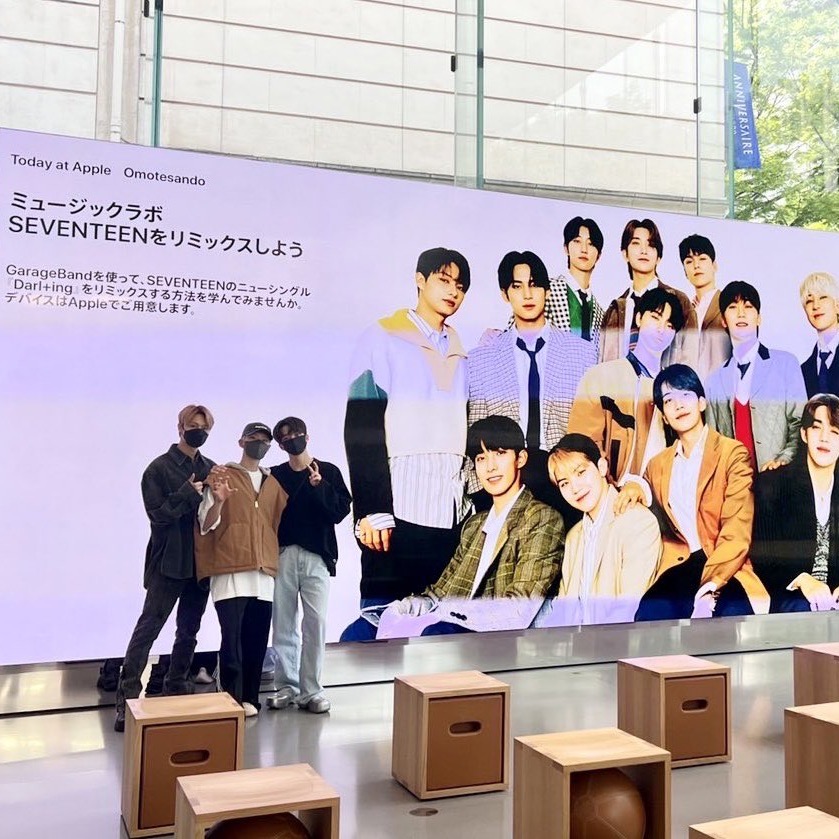 Today at Apple Omotesando
ミュージックラボ
SEVENTEENをリミックスしよう
GarageBandを使って、SEVENTEENのニューシングル
『Darl+ing』をリミックスする方法を学んでみませんか。
デバイスはAppleでご用意します。
ANNIVERSAIRE